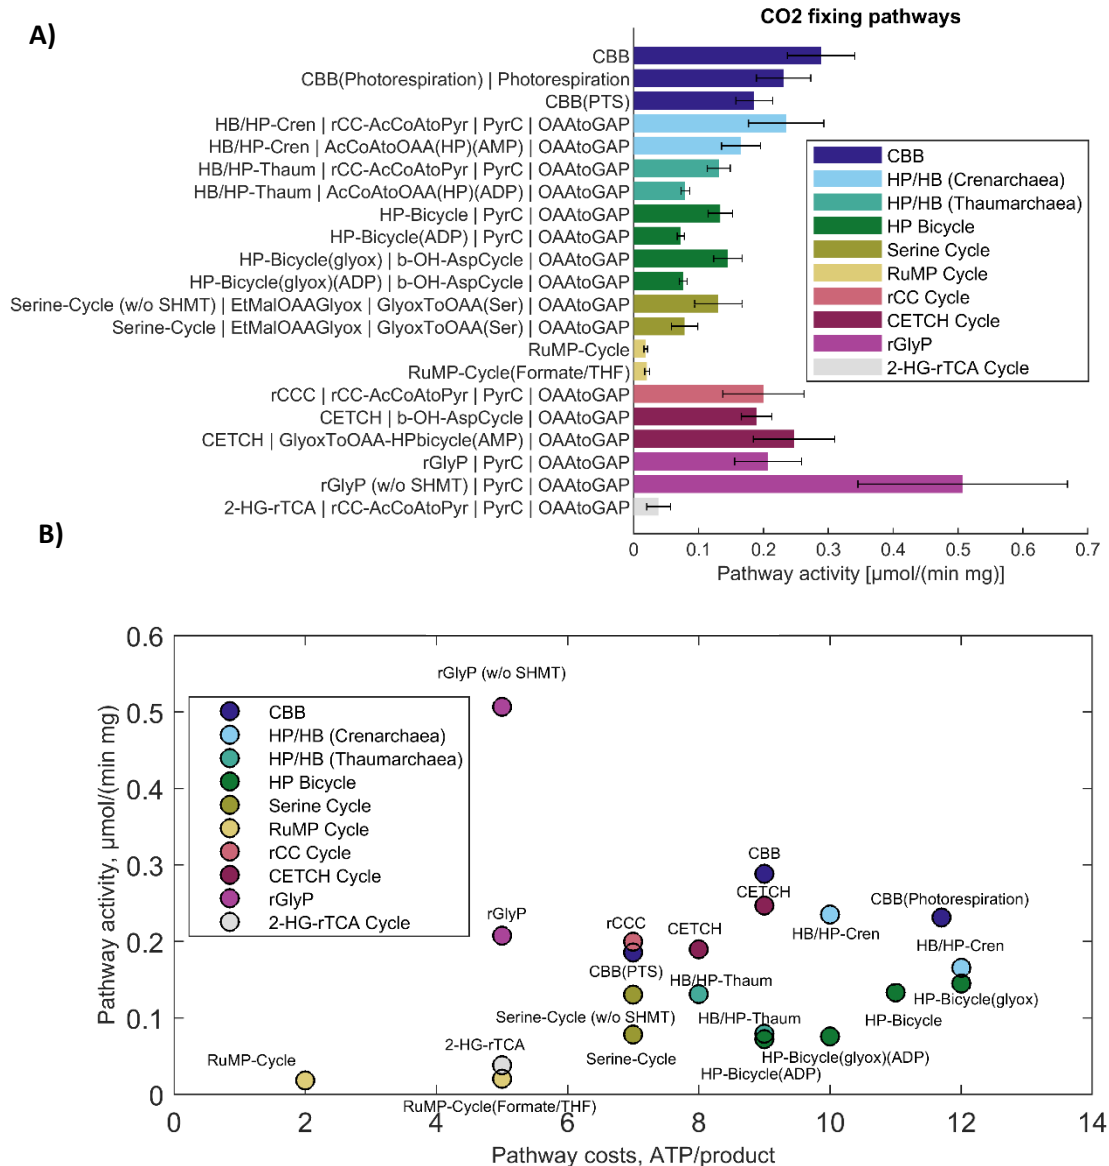 A)
CO2 fixing pathways
CBB
CBB(Photorespiration) | Photorespiration
CBB(PTS)
HB/HP-Cren | rCC-AcCoAtoPyr | PyrC | OAAtoGAP
HB/HP-Cren | AcCoAtoOAA(HP)(AMP) | OAAtoGAP
HB/HP-Thaum | rCC-AcCoAtoPyr | PyrC | OAAtoGAP
HB/HP-Thaum | AcCoAtoOAA(HP)(ADP) | OAAtoGAP
HP-Bicycle | PyrC | OAAtoGAP
HP-Bicycle(ADP) | PyrC | OAAtoGAP
HP-Bicycle(glyox) | b-OH-AspCycle | OAAtoGAP
HP-Bicycle(glyox)(ADP) | b-OH-AspCycle | OAAtoGAP
Serine-Cycle (w/o SHMT) | EtMalOAAGlyox | GlyoxToOAA(Ser) | OAAtoGAP
Serine-Cycle | EtMalOAAGlyox | GlyoxToOAA(Ser) | OAAtoGAP
RuMP-Cycle
RuMP-Cycle(Formate/THF)
rCCC | rCC-AcCoAtoPyr | PyrC | OAAtoGAP
CETCH | b-OH-AspCycle | OAAtoGAP
CETCH | GlyoxToOAA-HPbicycle(AMP) | OAAtoGAP
rGlyP | PyrC | OAAtoGAP
rGlyP (w/o SHMT) | PyrC | OAAtoGAP
2-HG-rTCA | rCC-AcCoAtoPyr | PyrC | OAAtoGAP
CBB
HP/HB (Crenarchaea)
HP/HB (Thaumarchaea)
HP Bicycle
Serine Cycle
RuMP Cycle
rCC Cycle
CETCH Cycle
rGlyP
2-HG-rTCA Cycle
0 0.1 0.2 0.3 0.4 0.5 0.6 0.7
Pathway activity [µmol/(min mg)]
B)
Pathway activity, µmol/(min mg)
0.6
0.5
0.4
0.3
0.2
0.1
0
CBB
HP/HB (Crenarchaea)
HP/HB (Thaumarchaea)
HP Bicycle
Serine Cycle
RuMP Cycle
rCC Cycle
CETCH Cycle
rGlyP
2-HG-rTCA Cycle
rGlyP (w/o SHMT)
CBB
CETCH
CBB(Photorespiration)
rGlyP
rCCC
CETCH
HB/HP-Cren
HB/HP-Cren
CBB(PTS)
HB/HP-Thaum
HP-Bicycle(glyox)
Serine-Cycle (w/o SHMT)
HB/HP-Thaum
HP-Bicycle
2-HG-rTCA
RuMP-Cycle
Serine-Cycle
HP-Bicycle(glyox)(ADP)
HP-Bicycle(ADP)
RuMP-Cycle(Formate/THF)
0 2 4 6 8 10 12 14
Pathway costs, ATP/product